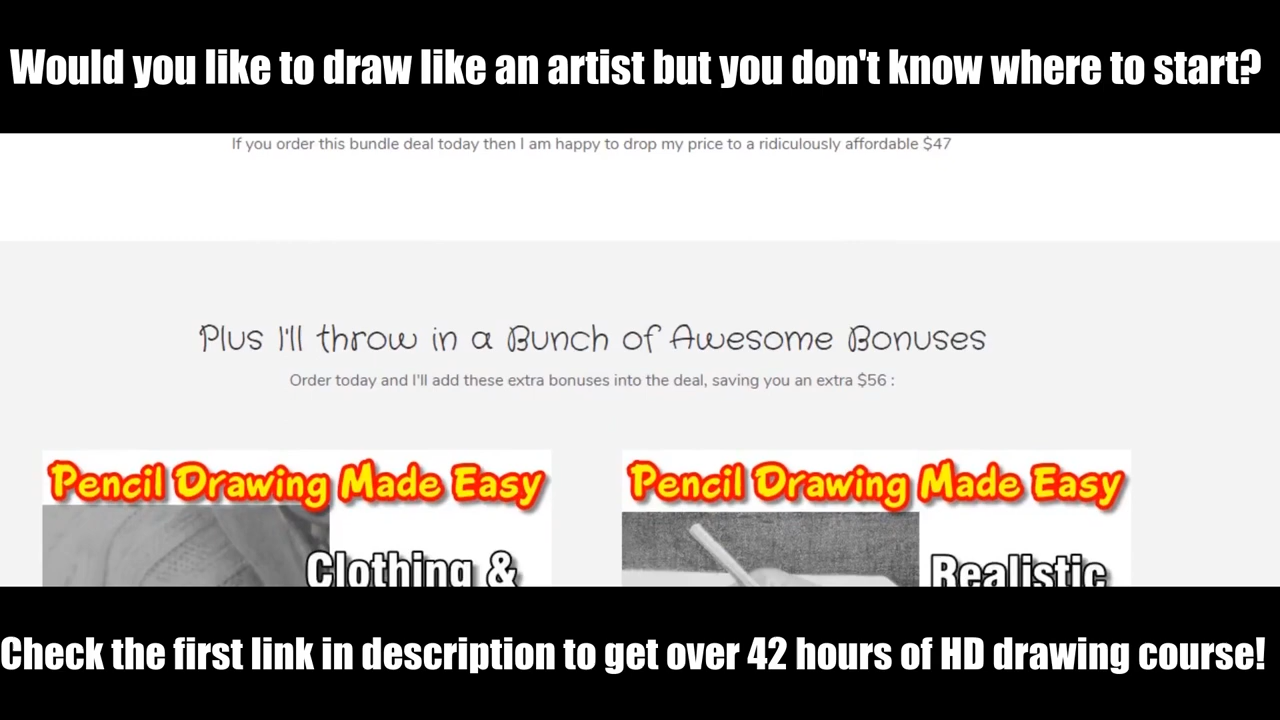 Would you like to draw like an artist but you don't know where to start?
If you order this bundle deal today then I am happy to drop my price to a ridiculously affordable $47
Plus I'll throw in a Bunch of Awesome Bonuses
Order today and I'll add these extra bonuses into the deal, saving you an extra $56 :
Pencil Drawing Made Easy
Clothing &
Pencil Drawing Made Easy
Realistic
Check the first link in description to get over 42 hours of HD drawing course!